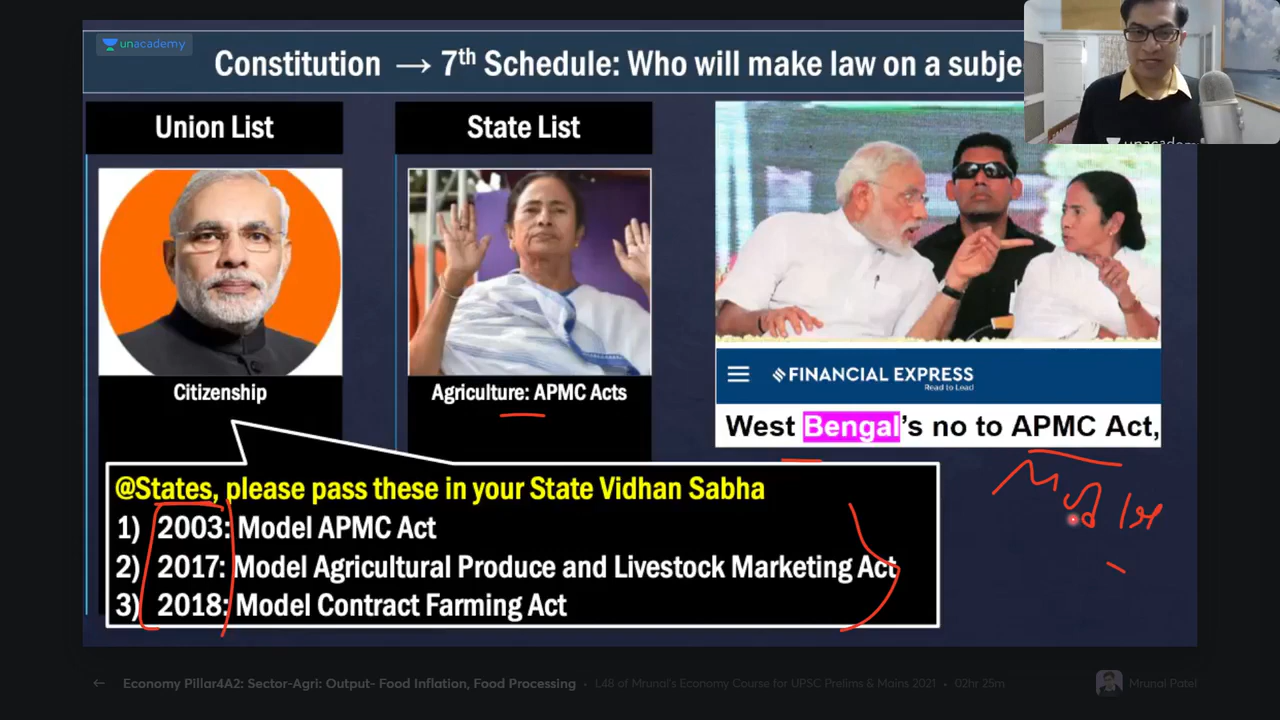 unacademy
Constitution → 7th Schedule: Who will make law on a subje
unacademy
Union List
State List
Citizenship
Agriculture: APMC Acts
FINANCIAL EXPRESS
Read to Lead
West Bengal's no to APMC Act,
@States, please pass these in your State Vidhan Sabha
1) 2003: Model APMC Act
2) 2017: Model Agricultural Produce and Livestock Marketing Act
3) 2018: Model Contract Farming Act
Economy Pillar4A2: Sector-Agri: Output- Food Inflation, Food Processing • L48 of Mrunal's Economy Course for UPSC Prelims & Mains 2021 • 02hr 25m
Mrunal Patel